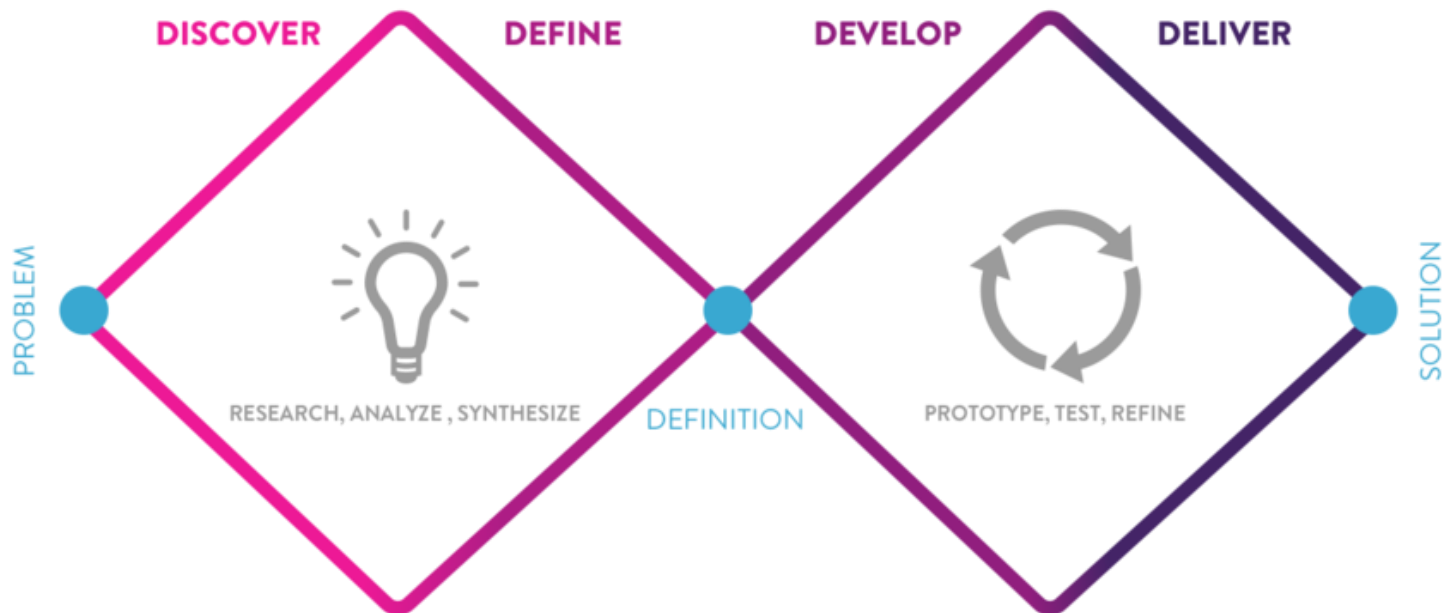 DISCOVER
DEFINE
DEVELOP
DELIVER
PROBLEM
SOLUTION
RESEARCH, ANALYZE , SYNTHESIZE
DEFINITION
PROTOTYPE, TEST, REFINE